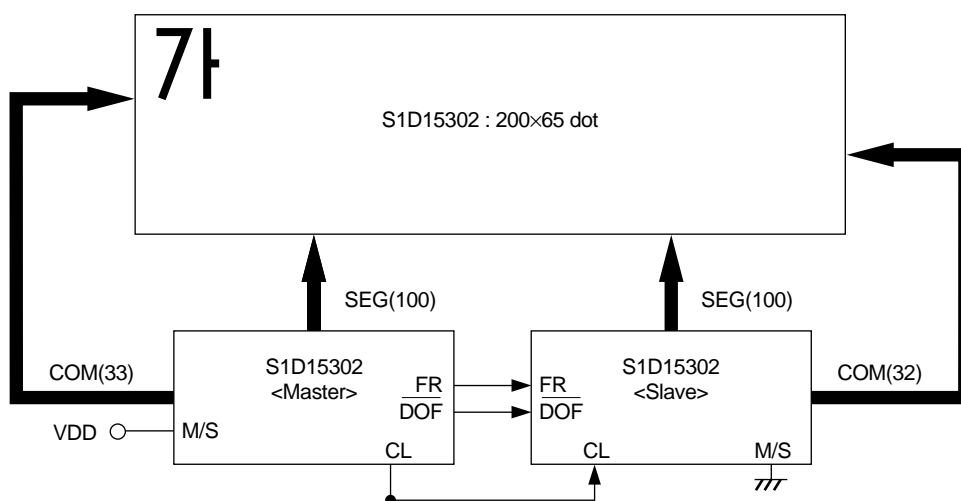 가
S1D15302 : 200×65 dot
SEG(100)
SEG(100)
COM(33)
S1D15302
<Master>
FR
DOF
M/S
CL
VDD
S1D15302
<Slave>
FR
DOF
CL
M/S
COM(32)